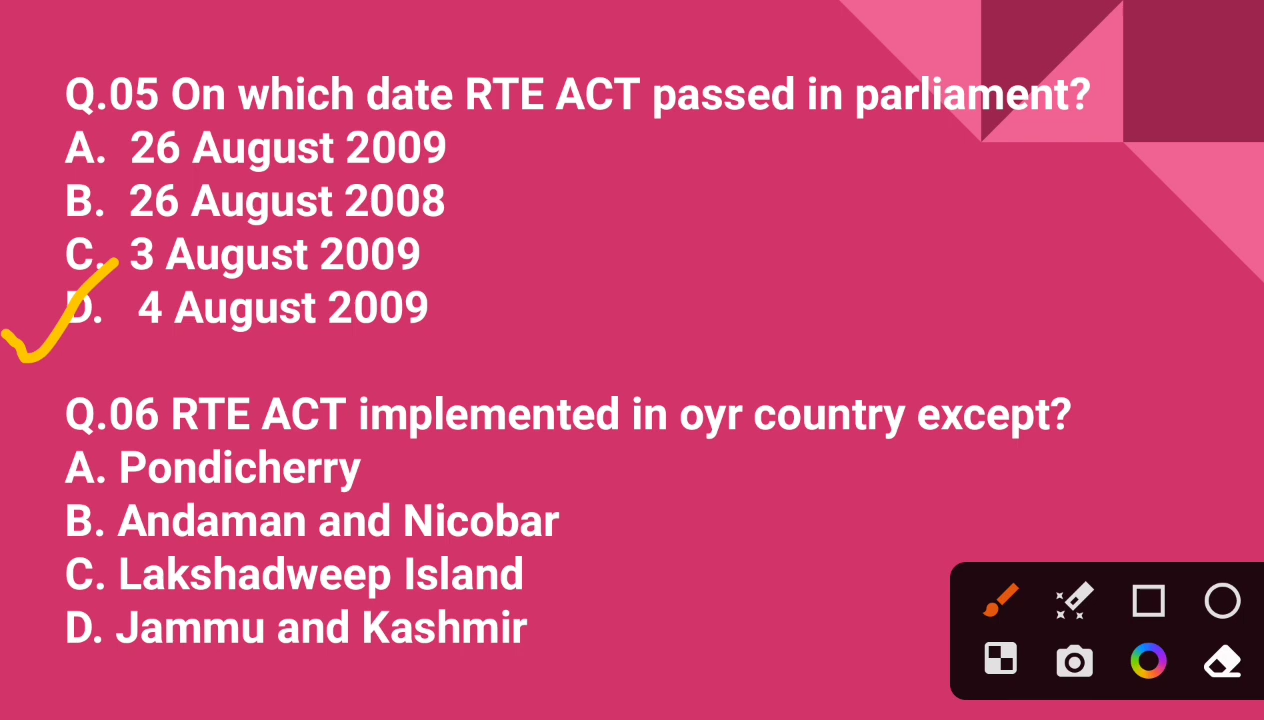 Q.05 On which date RTE ACT passed in parliament?
A. 26 August 2009
B. 26 August 2008
C. 3 August 2009
D. 4 August 2009
Q.06 RTE ACT implemented in oyr country except?
A. Pondicherry
B. Andaman and Nicobar
C. Lakshadweep Island
D. Jammu and Kashmir